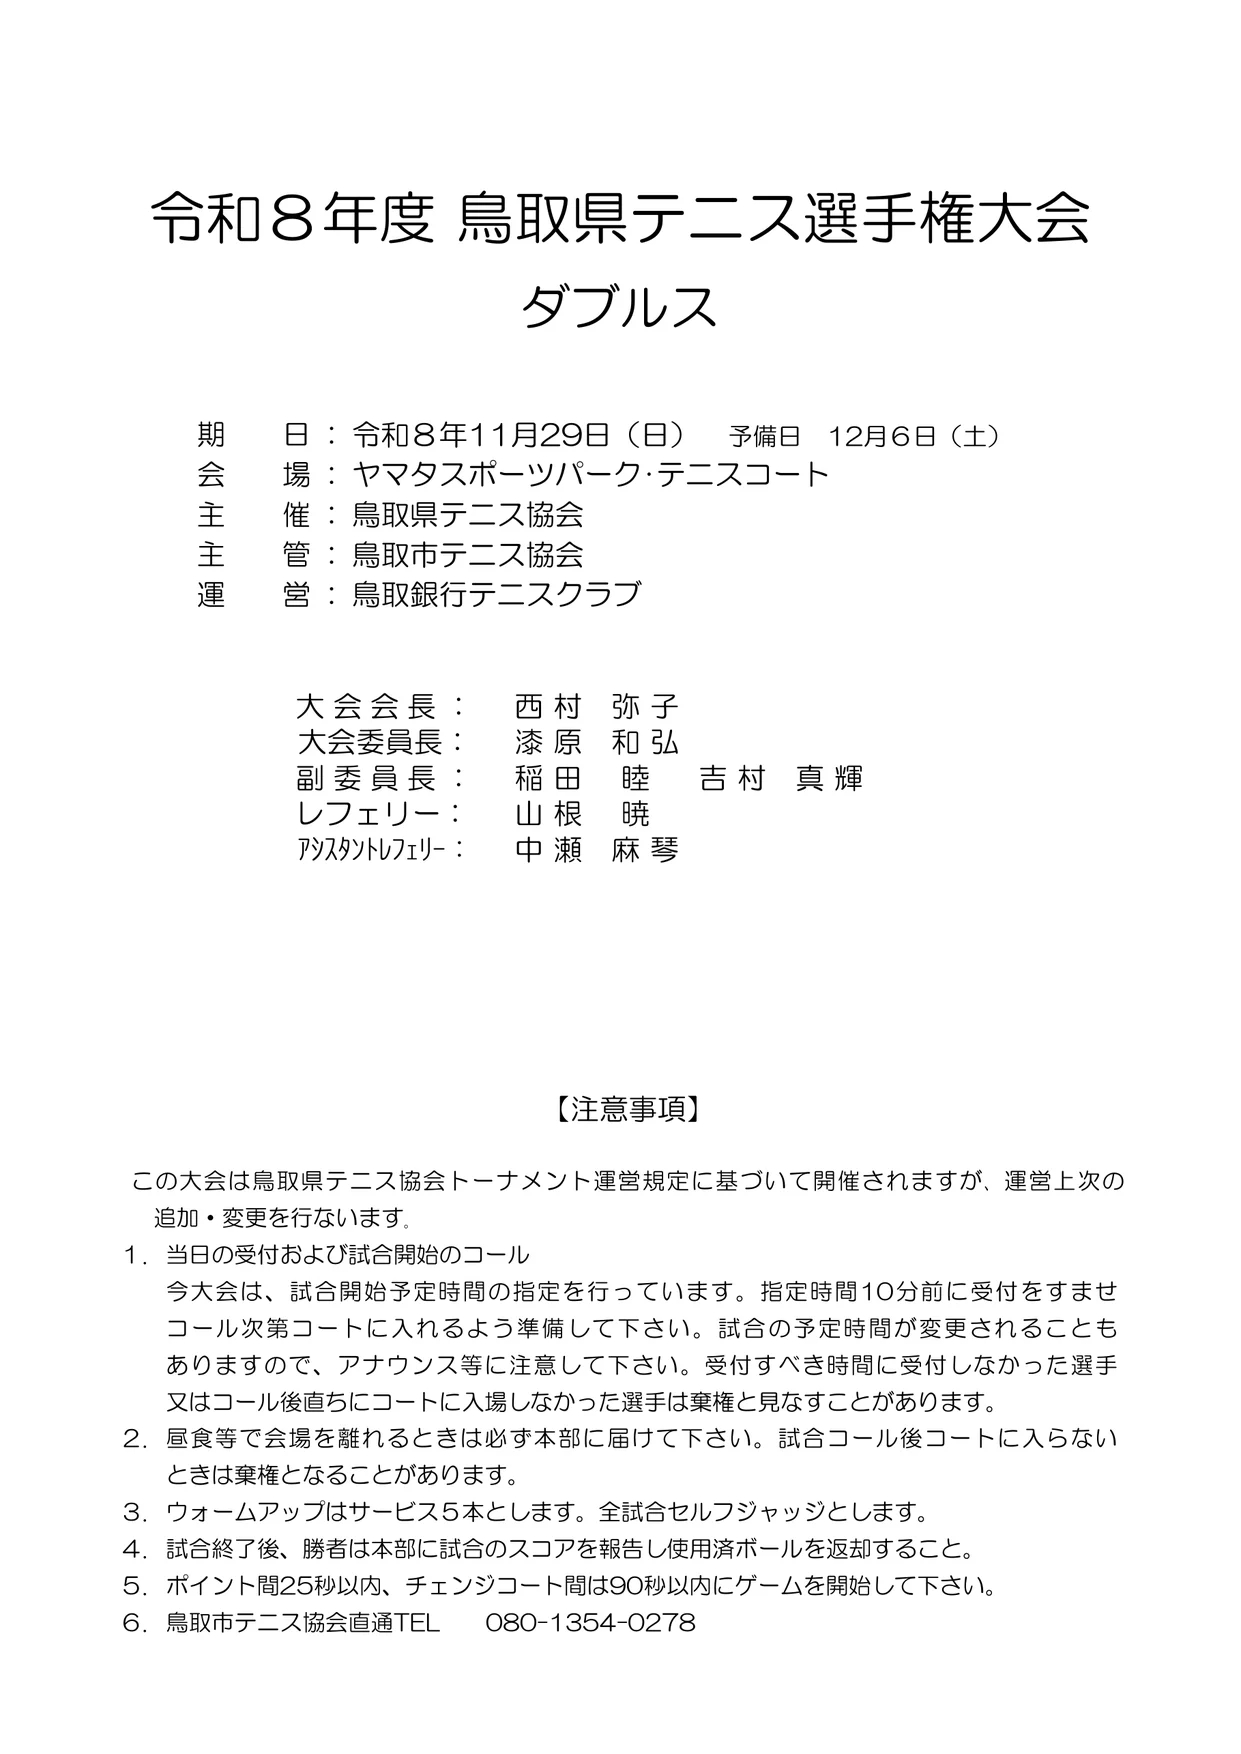 令和８年度 鳥取県テニス選手権大会
ダブルス
期　　日 ： 令和８年11月29日（日）　予備日　12月６日（土）
会　　場 ： ヤマタスポーツパーク･テニスコート
主　　催 ： 鳥取県テニス協会
主　　管 ： 鳥取市テニス協会
運　　営 ： 鳥取銀行テニスクラブ
大 会 会 長 ：　西 村　弥 子
大会委員長：　漆 原　和 弘
副 委 員 長 ：　稲 田　睦　吉 村　真 輝
レフェリー：　山 根　暁
ｱｼｽﾀﾝﾄﾚﾌｪﾘｰ：　中 瀬　麻 琴
【注意事項】
この大会は鳥取県テニス協会トーナメント運営規定に基づいて開催されますが、運営上次の
追加・変更を行ないます。
１．当日の受付および試合開始のコール
今大会は、試合開始予定時間の指定を行っています。指定時間10分前に受付をすませ
コール次第コートに入れるよう準備して下さい。試合の予定時間が変更されることも
ありますので、アナウンス等に注意して下さい。受付すべき時間に受付しなかった選手
又はコール後直ちにコートに入場しなかった選手は棄権と見なすことがあります。
２．昼食等で会場を離れるときは必ず本部に届けて下さい。試合コール後コートに入らない
ときは棄権となることがあります。
３．ウォームアップはサービス５本とします。全試合セルフジャッジとします。
４．試合終了後、勝者は本部に試合のスコアを報告し使用済ボールを返却すること。
５．ポイント間25秒以内、チェンジコート間は90秒以内にゲームを開始して下さい。
６．鳥取市テニス協会直通TEL　　080-1354-0278